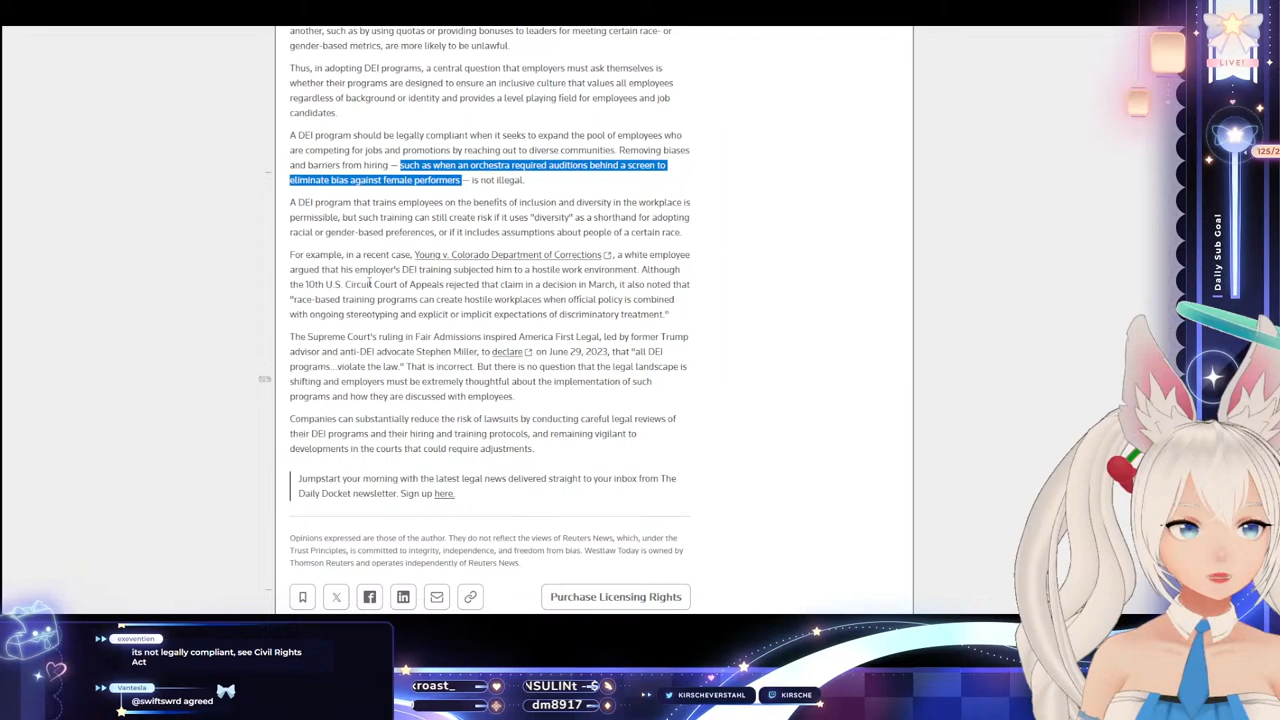 another, such as by using quotas or providing bonuses to leaders for meeting certain race- or
gender-based metrics, are more likely to be unlawful.
Thus, in adopting DEI programs, a central question that employers must ask themselves is
whether their programs are designed to ensure an inclusive culture that values all employees
regardless of background or identity and provides a level playing field for employees and job
candidates.
A DEI program should be legally compliant when it seeks to expand the pool of employees who
are competing for jobs and promotions by reaching out to diverse communities. Removing biases
and barriers from hiring — such as when an orchestra required auditions behind a screen to
eliminate bias against female performers — is not illegal.
A DEI program that trains employees on the benefits of inclusion and diversity in the workplace is
permissible, but such training can still create risk if it uses "diversity" as a shorthand for adopting
racial or gender-based preferences, or if it includes assumptions about people of a certain race.
For example, in a recent case, Young v. Colorado Department of Corrections, a white employee
argued that his employer's DEI training subjected him to a hostile work environment. Although
the 10th U.S. Circuit Court of Appeals rejected that claim in a decision in March, it also noted that
"race-based training programs can create hostile workplaces when official policy is combined
with ongoing stereotyping and explicit or implicit expectations of discriminatory treatment."
The Supreme Court's ruling in Fair Admissions inspired America First Legal, led by former Trump
advisor and anti-DEI advocate Stephen Miller, to declare on June 29, 2023, that "all DEI
programs...violate the law." That is incorrect. But there is no question that the legal landscape is
shifting and employers must be extremely thoughtful about the implementation of such
programs and how they are discussed with employees.
Companies can substantially reduce the risk of lawsuits by conducting careful legal reviews of
their DEI programs and their hiring and training protocols, and remaining vigilant to
developments in the courts that could require adjustments.
Jumpstart your morning with the latest legal news delivered straight to your inbox from The
Daily Docket newsletter. Sign up here.
Opinions expressed are those of the author. They do not reflect the views of Reuters News, which, under the
Trust Principles, is committed to integrity, independence, and freedom from bias. Westlaw Today is owned by
Thomson Reuters and operates independently of Reuters News.
Purchase Licensing Rights
LIVE!
125/2
Daily Sub Goal
exeventien
its not legally compliant, see Civil Rights
Act
Vantesla
@swiftswrd agreed
roast_
NSULINt
dm8917
KIRSCHEVERSTAHL
KIRSCHE